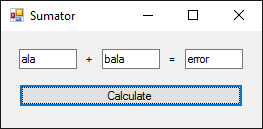 Sumator
ala + bala = error
Calculate